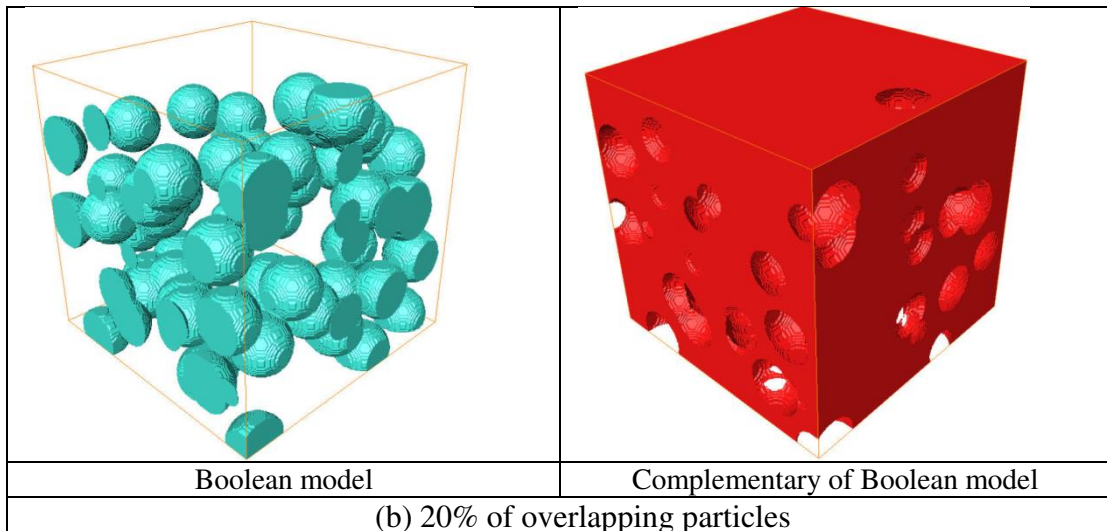 Boolean model
Complementary of Boolean model
(b) 20% of overlapping particles